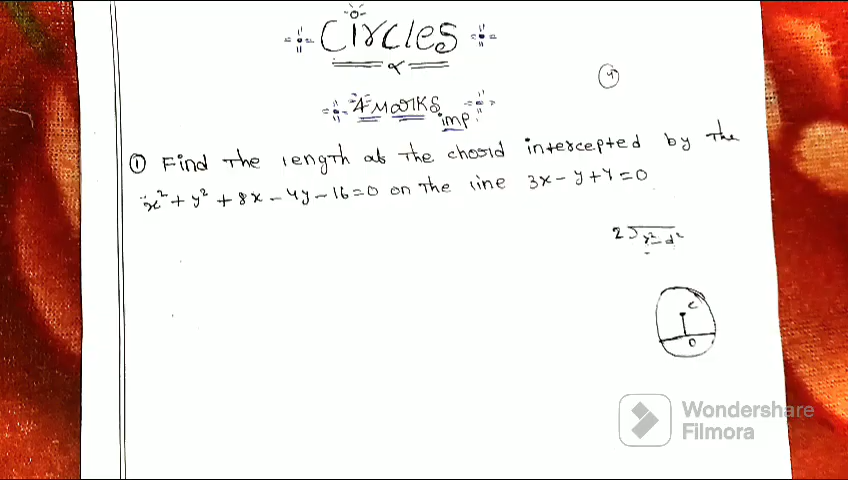 Circles
4 Marks
imp
(4)
① Find The length of The chord intercepted by The
x² + y² + 8x - 4y - 16 = 0 on The line 3x - y + 4 = 0
2√r² - d²
C
D
Wondershare
Filmora